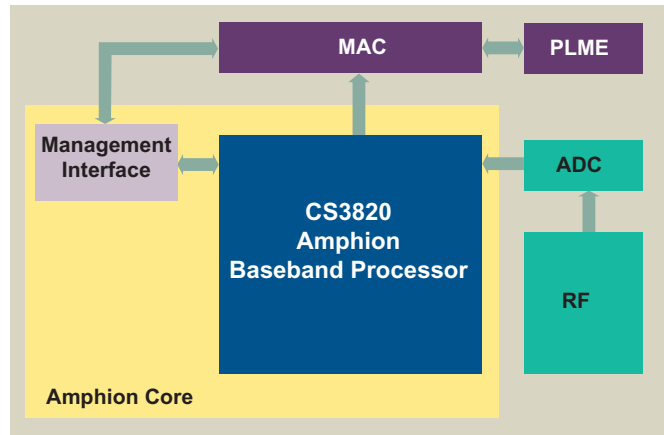 MAC
PLME
Management
Interface
ADC
CS3820
Amphion
Baseband Processor
RF
Amphion Core